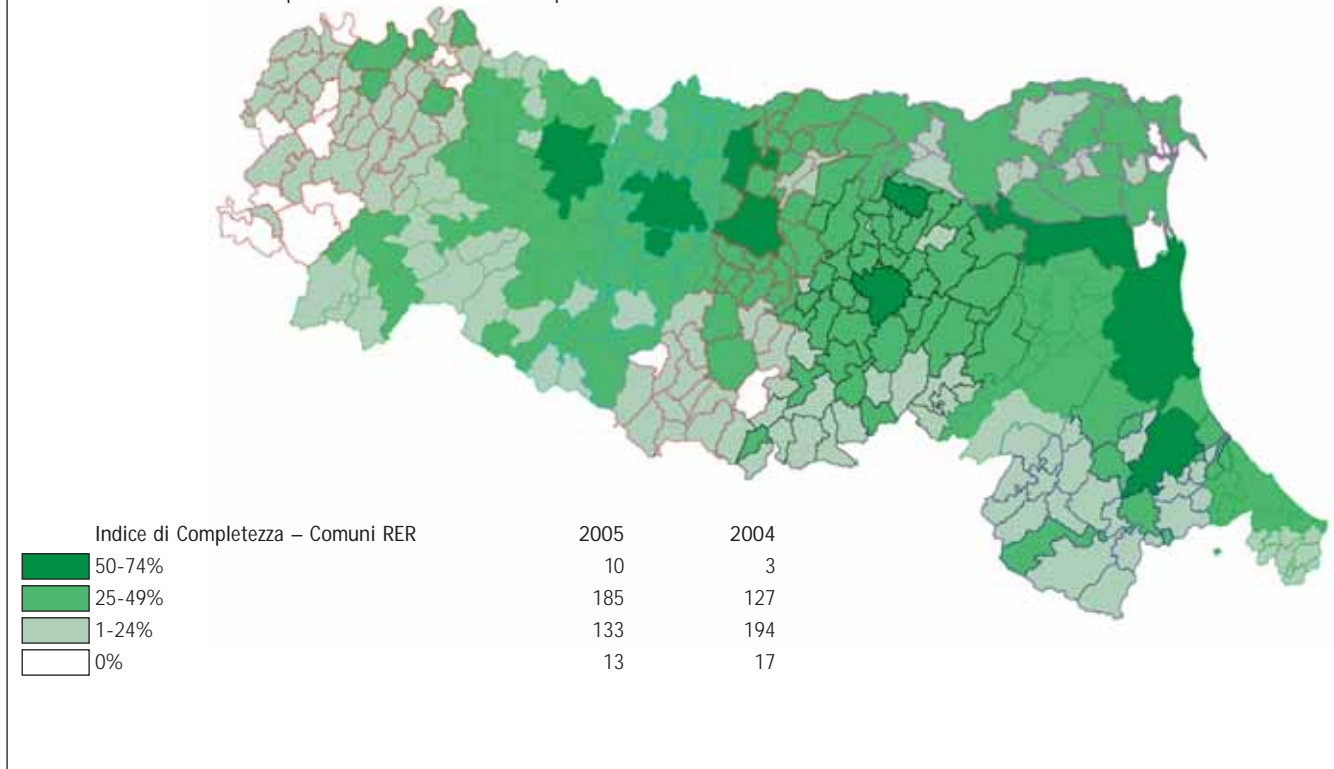 Indice di Completezza – Comuni RER 2005 2004
50-74% 10 3
25-49% 185 127
1-24% 133 194
0% 13 17